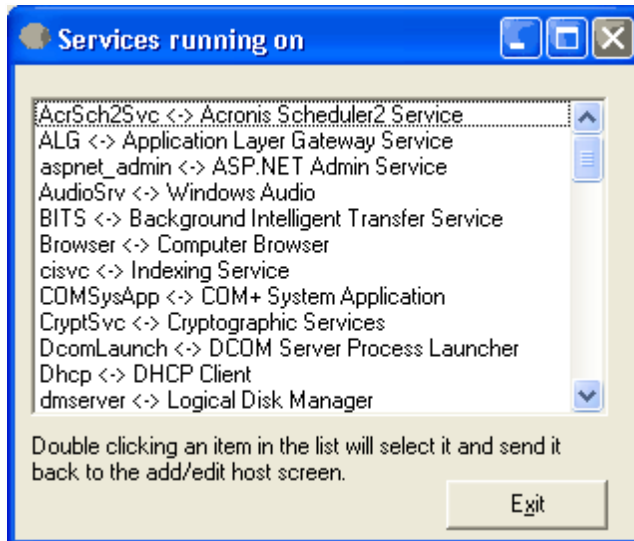 Services running on
AcrSch2Svc <-> Acronis Scheduler2 Service
ALG <-> Application Layer Gateway Service
aspnet_admin <-> ASP.NET Admin Service
AudioSrv <-> Windows Audio
BITS <-> Background Intelligent Transfer Service
Browser <-> Computer Browser
cisvc <-> Indexing Service
COMSysApp <-> COM+ System Application
CryptSvc <-> Cryptographic Services
DcomLaunch <-> DCOM Server Process Launcher
Dhcp <-> DHCP Client
dmserver <-> Logical Disk Manager
Double clicking an item in the list will select it and send it
back to the add/edit host screen.
Exit